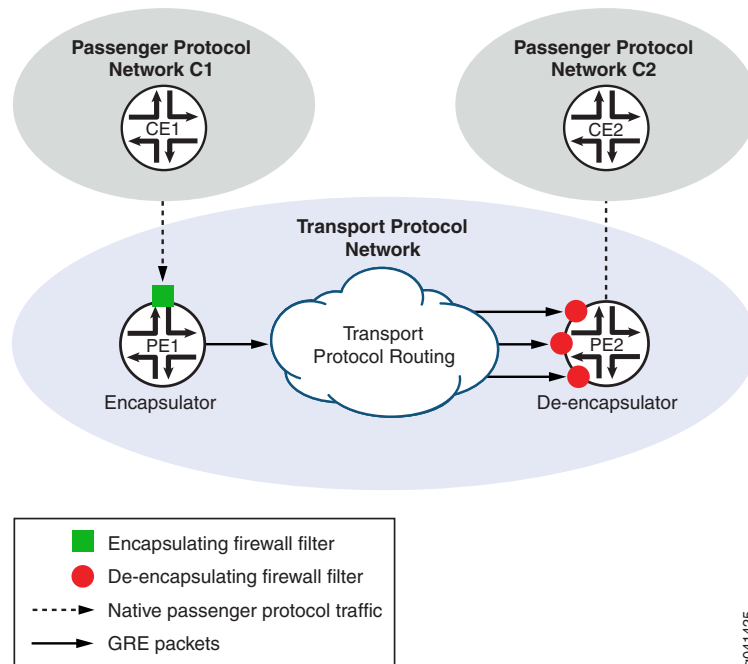 Passenger Protocol
Network C1
Passenger Protocol
Network C2
CE1
CE2
Transport Protocol
Network
Transport
Protocol Routing
PE1
PE2
Encapsulator
De-encapsulator
Encapsulating firewall filter
De-encapsulating firewall filter
Native passenger protocol traffic
GRE packets